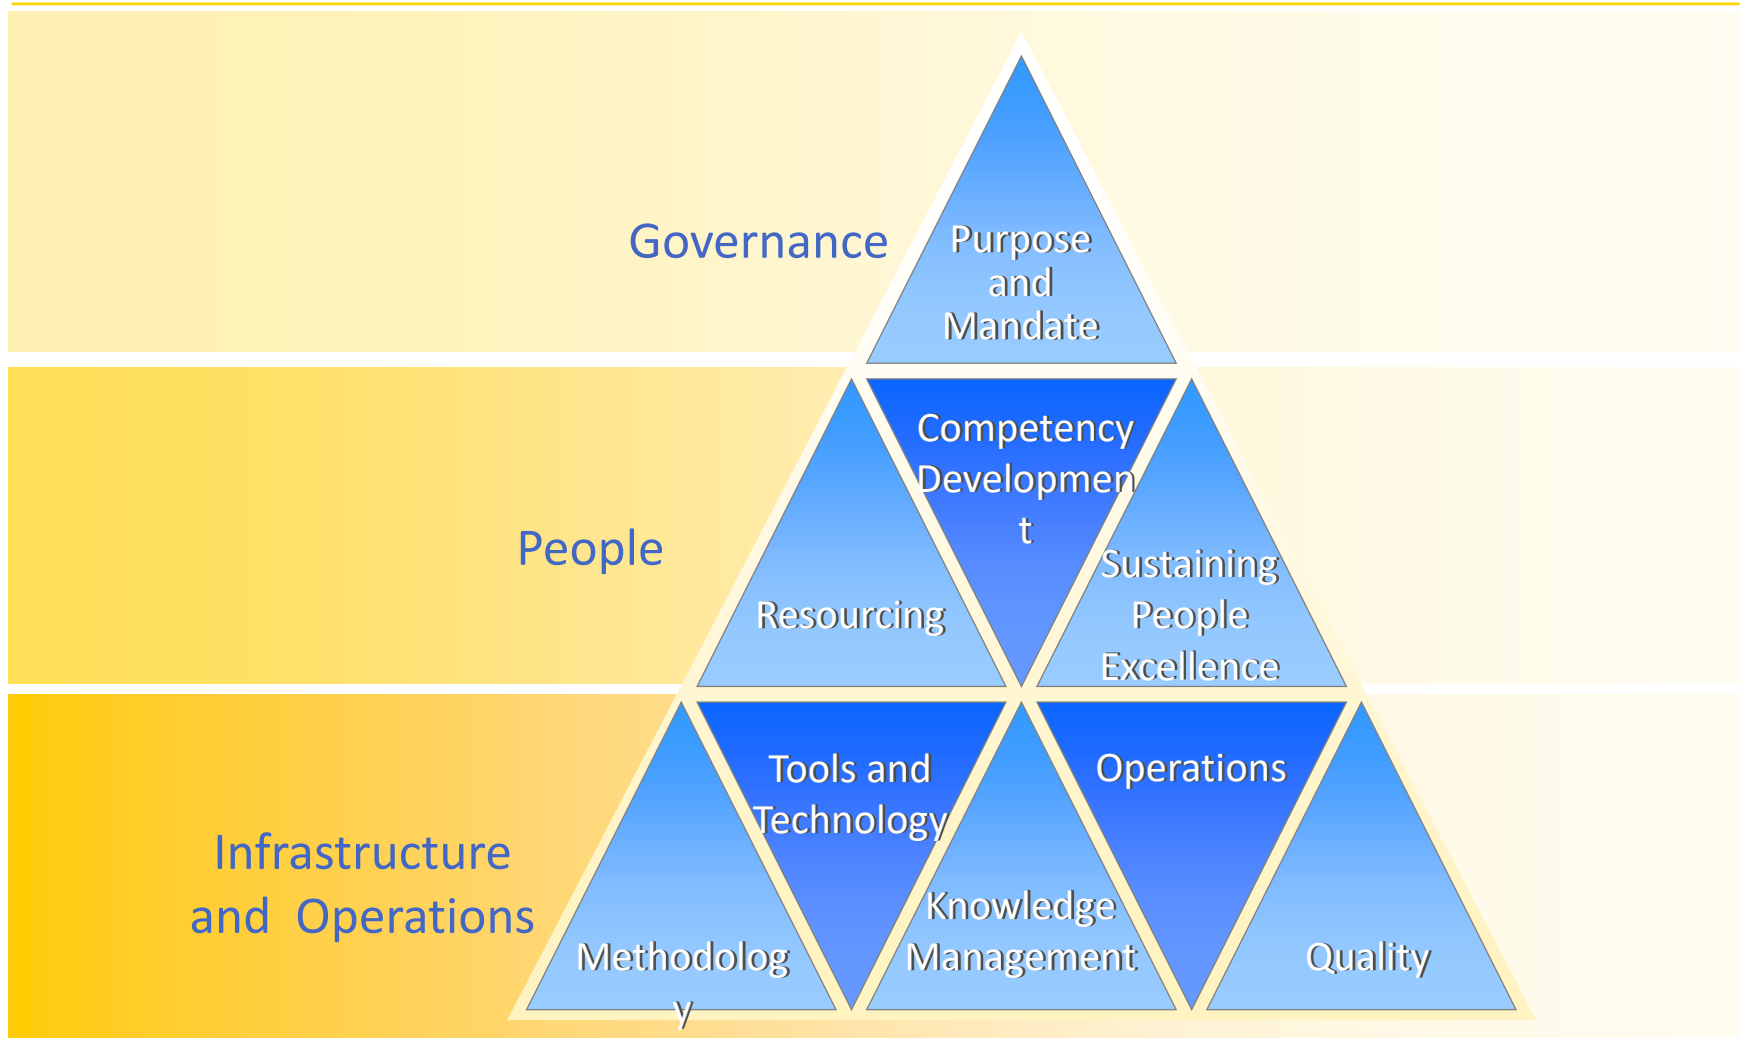 Governance
Purpose
and
Mandate
People
Resourcing
Competency
Developmen
t
Sustaining
People
Excellence
Infrastructure
and  Operations
Methodolog
y
Tools and
Technology
Knowledge
Management
Operations
Quality